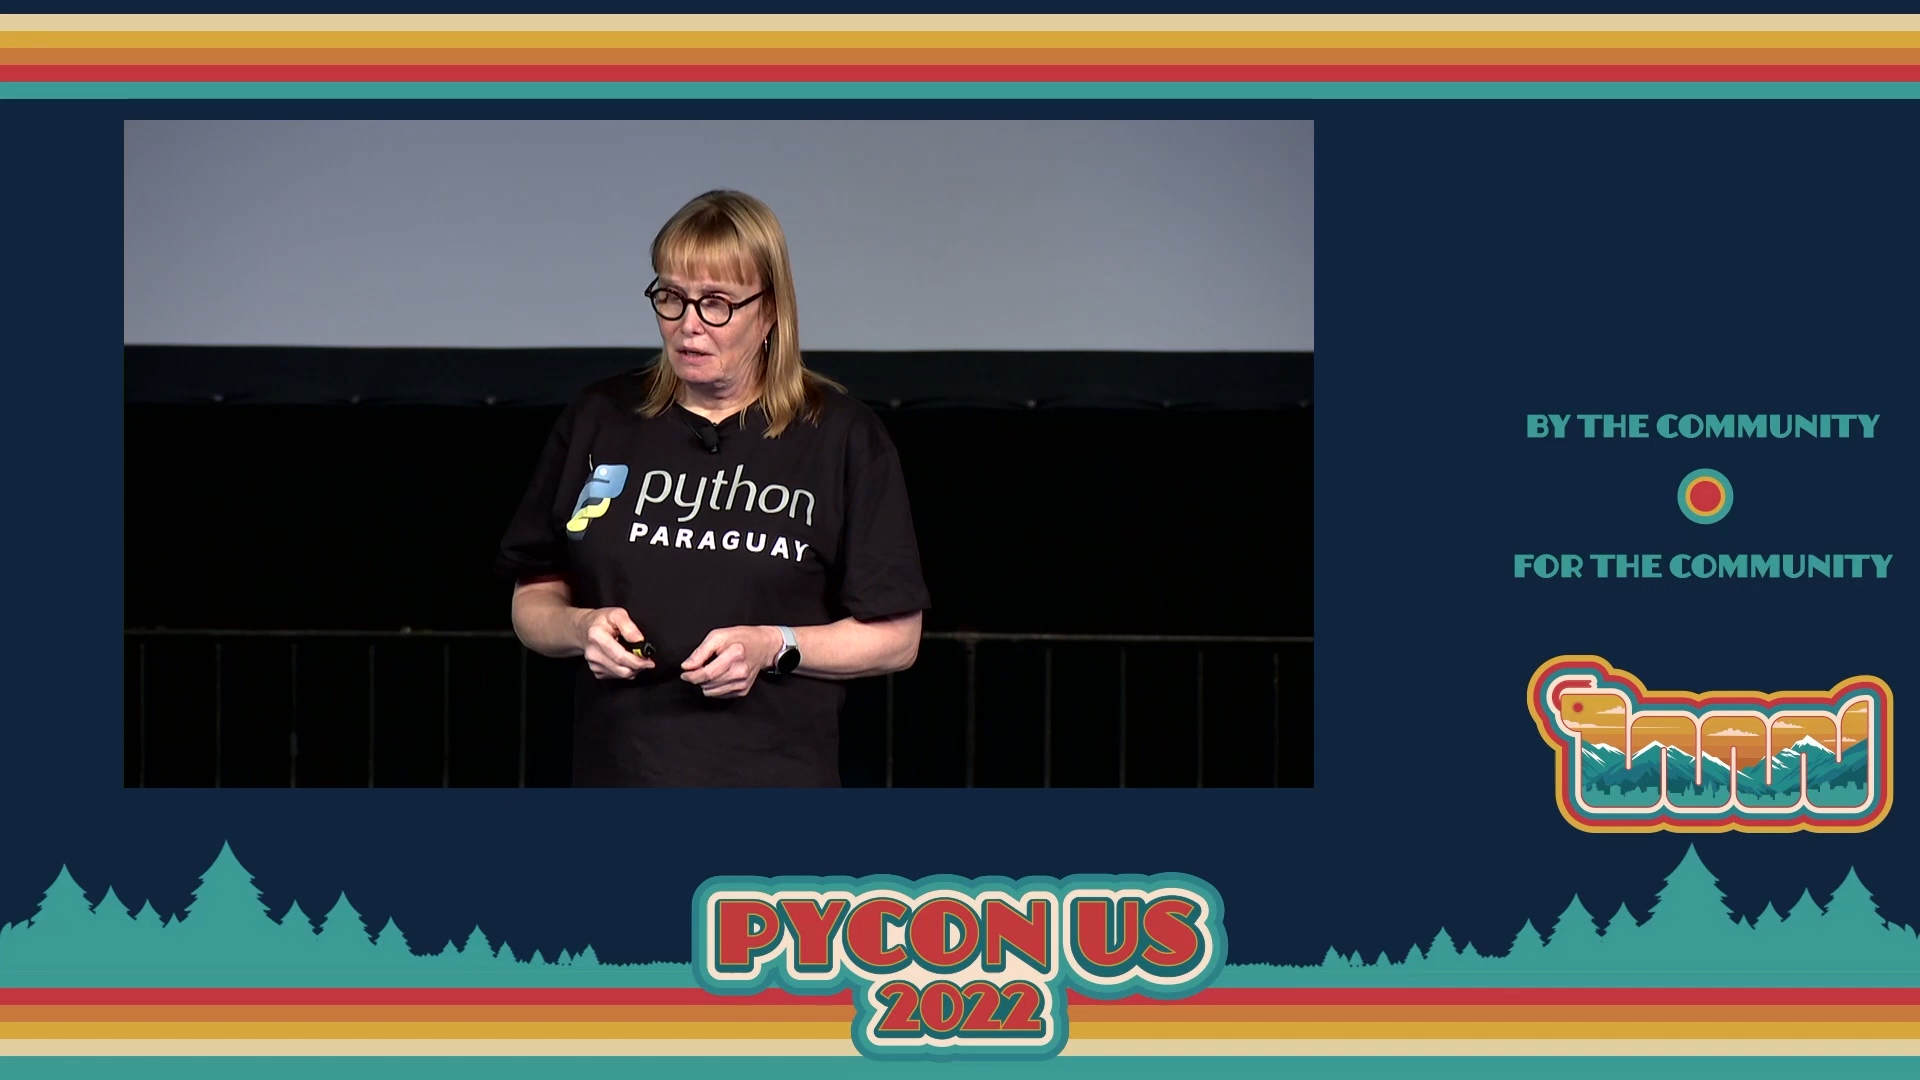 python
PARAGUAY
BY THE COMMUNITY
FOR THE COMMUNITY
PYCON US
2022